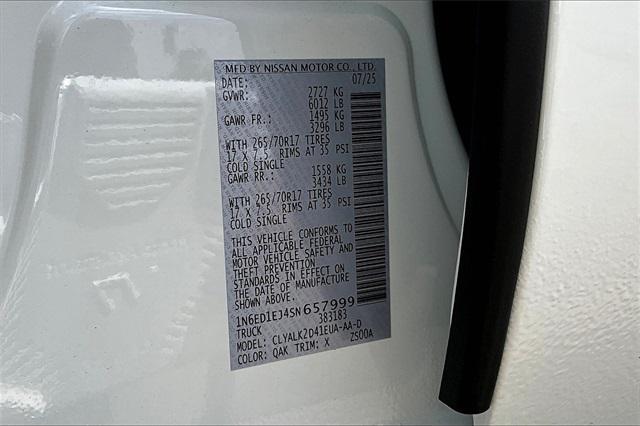 MFD BY NISSAN MOTOR CO., LTD.
DATE: 07/25
GVWR: 2727 KG
6012 LB
GAWR FR.: 1495 KG
3296 LB
WITH 265/70R17 TIRES
17 X 7.5 RIMS AT 35 PSI
COLD SINGLE
GAWR RR.: 1558 KG
3434 LB
WITH 265/70R17 TIRES
17 X 7.5 RIMS AT 35 PSI
COLD SINGLE
THIS VEHICLE CONFORMS TO
ALL APPLICABLE FEDERAL
MOTOR VEHICLE SAFETY AND
THEFT PREVENTION
STANDARDS IN EFFECT ON
THE DATE OF MANUFACTURE
SHOWN ABOVE.
1N6ED1EJ4SN657999
TRUCK 383183
MODEL: CLYALK2D41EUA-AA-D
COLOR: QAK TRIM: X ZS00A